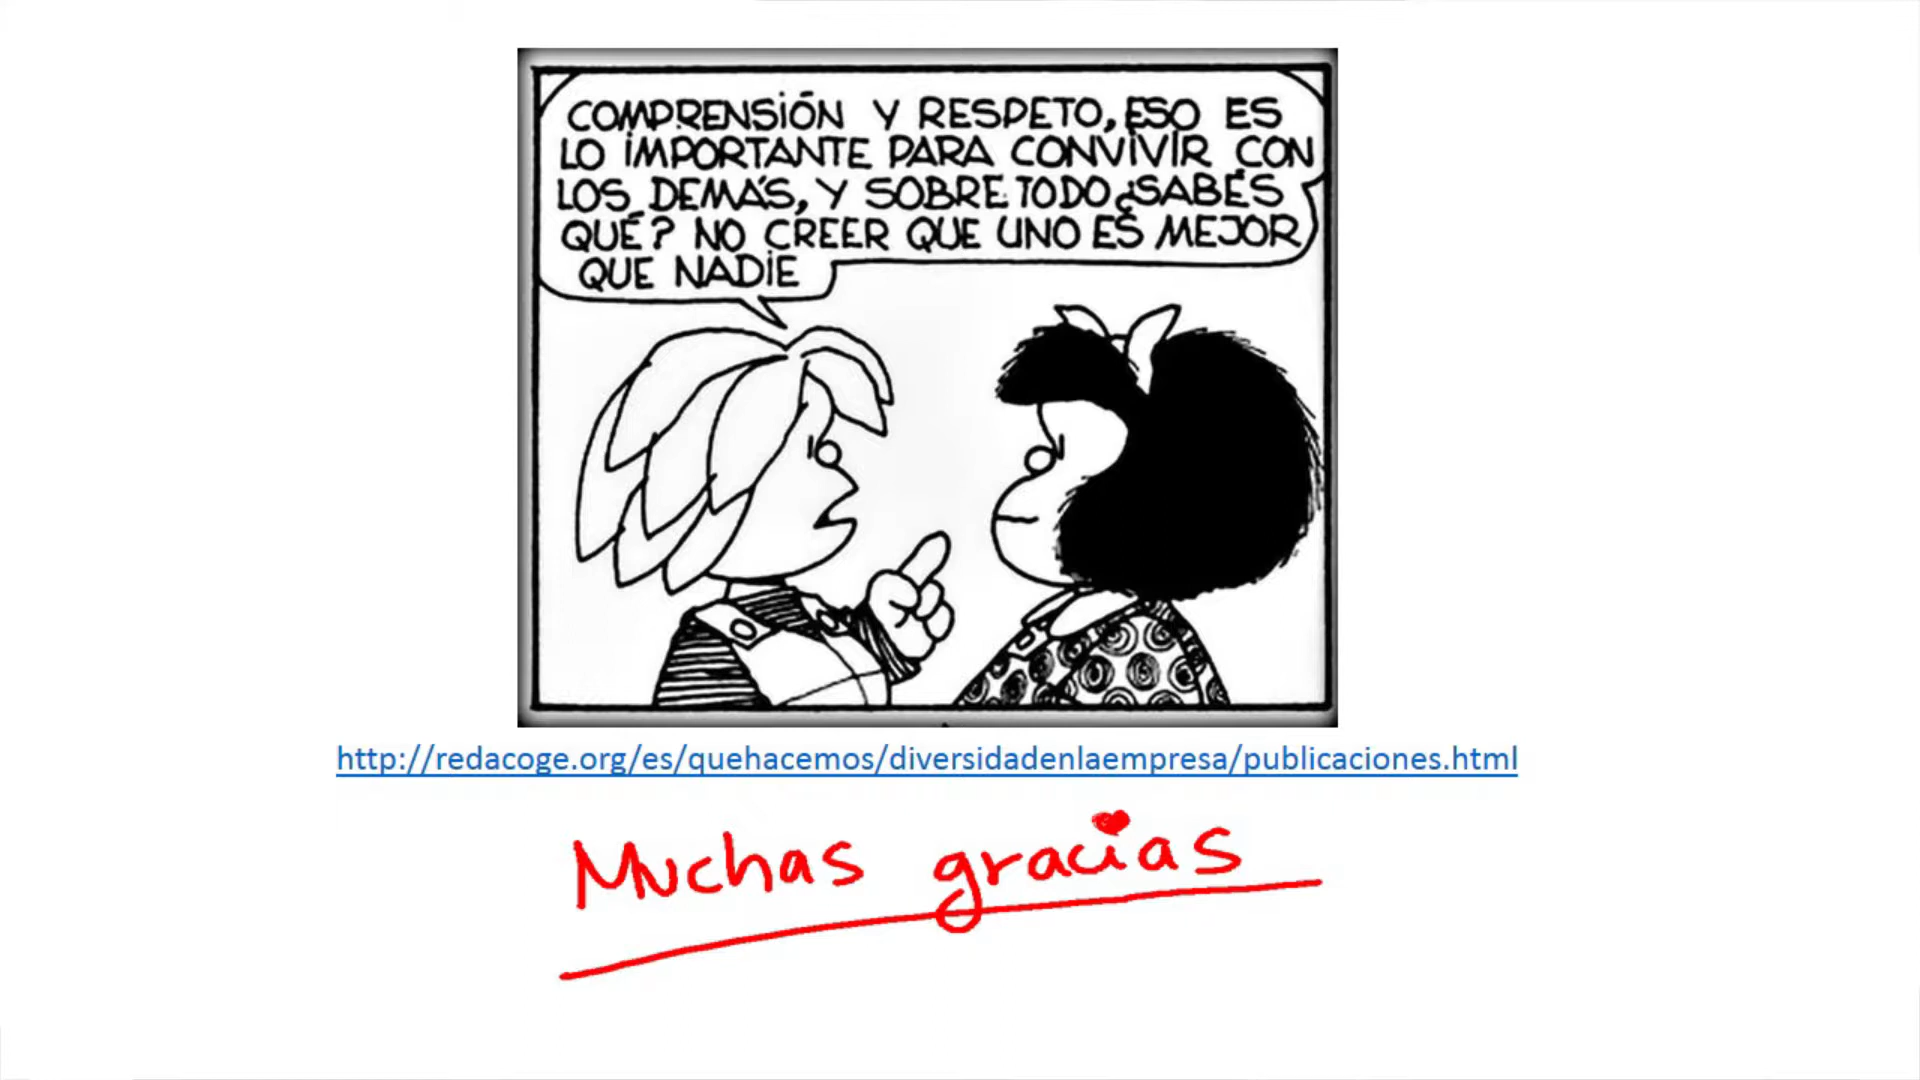 COMPRENSIÓN Y RESPETO, ESO ES
LO IMPORTANTE PARA CONVIVIR CON
LOS DEMÁS, Y SOBRE TODO ¿SABÉS
QUÉ? NO CREER QUE UNO ES MEJOR
QUE NADIE
http://redacoge.org/es/quehacemos/diversidadenlaempresa/publicaciones.html
Muchas gracias